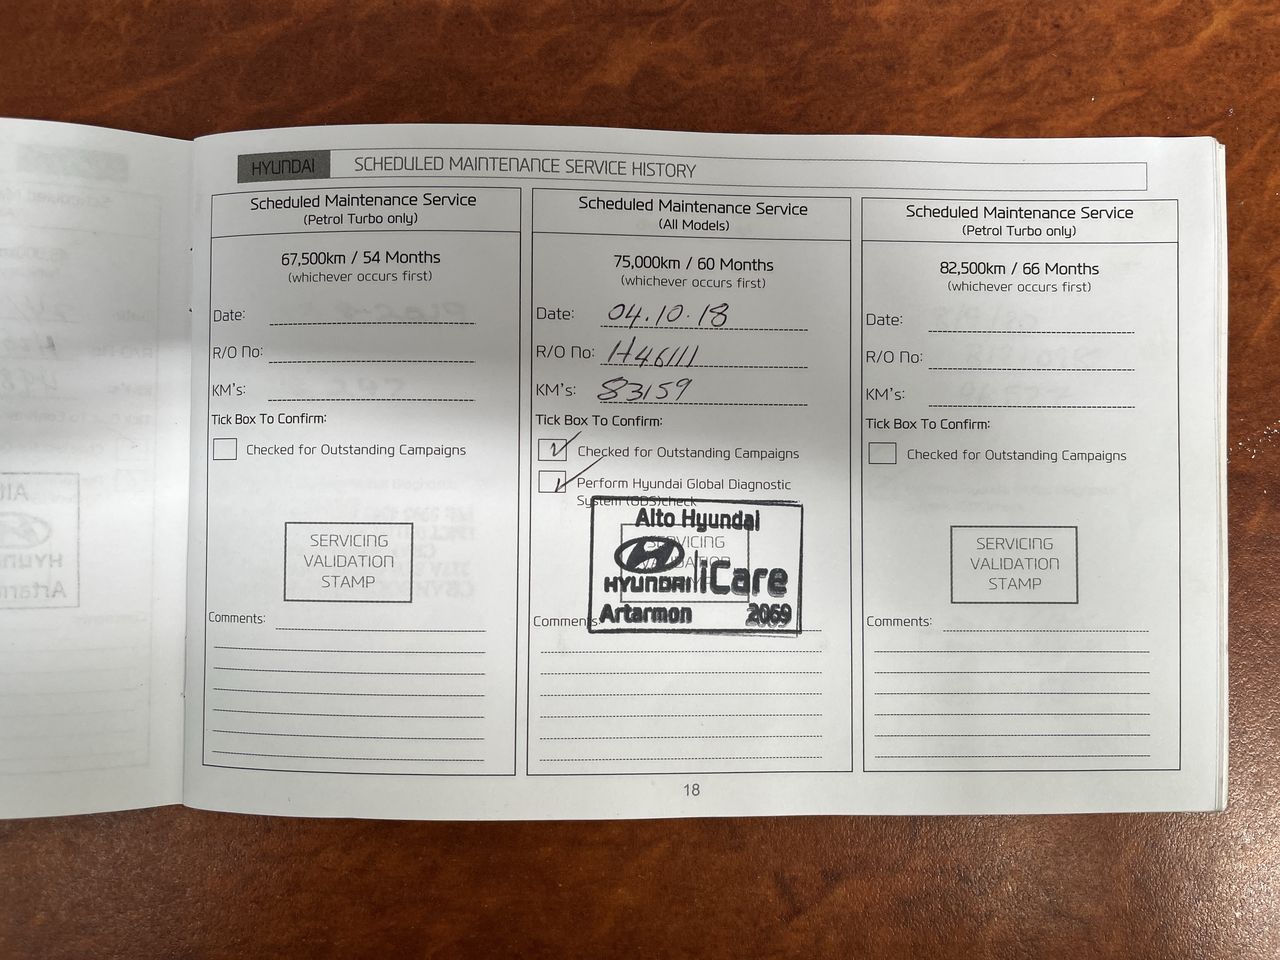 HYUNDAI SCHEDULED MAINTENANCE SERVICE HISTORY
Scheduled Maintenance Service
(Petrol Turbo only)
67,500km / 54 Months
(whichever occurs first)
Date:
R/O No:
KM's:
Tick Box To Confirm:
Checked for Outstanding Campaigns
SERVICING
VALIDATION
STAMP
Comments:
Scheduled Maintenance Service
(All Models)
75,000km / 60 Months
(whichever occurs first)
Date: 04.10.18
R/O No: H46111
KM's: 83159
Tick Box To Confirm:
Checked for Outstanding Campaigns
Perform Hyundai Global Diagnostic
System (GDS)check
Alto Hyundai
SERVICING
HYUNDAI iCare
Artarmon 2069
Comments:
Scheduled Maintenance Service
(Petrol Turbo only)
82,500km / 66 Months
(whichever occurs first)
Date:
R/O No:
KM's:
Tick Box To Confirm:
Checked for Outstanding Campaigns
SERVICING
VALIDATION
STAMP
Comments:
18